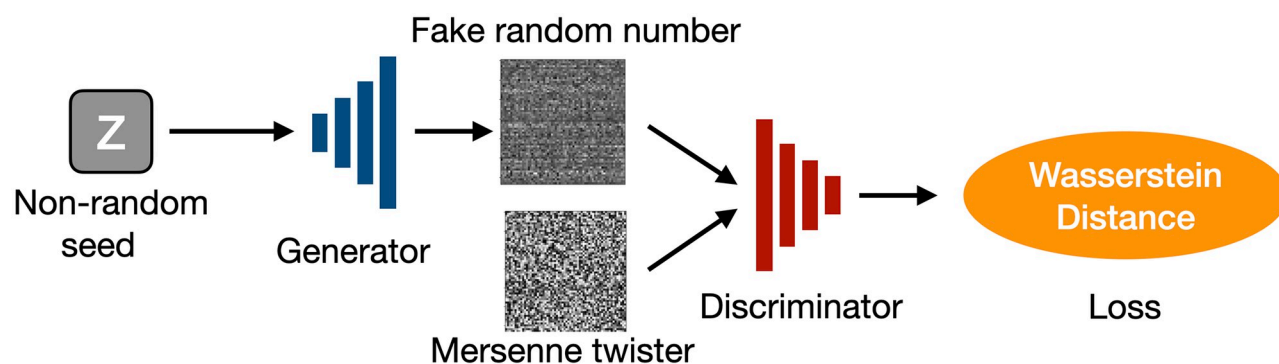 Fake random number
Z
Non-random
seed
Generator
Mersenne twister
Discriminator
Wasserstein
Distance
Loss